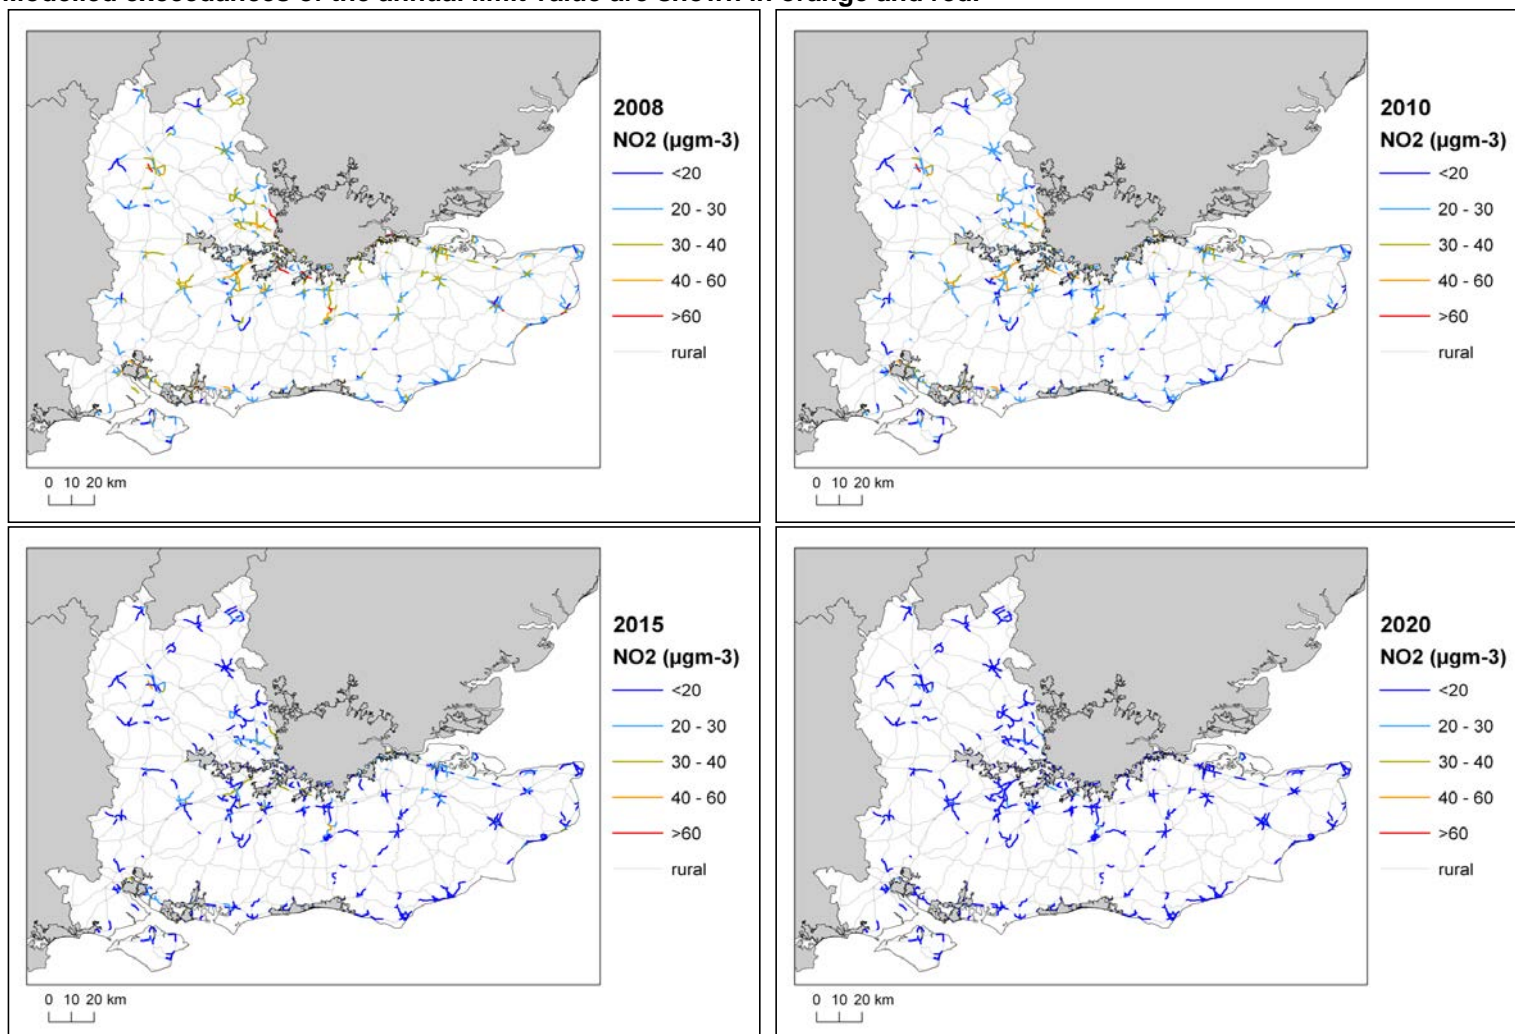 Modelled exceedances of the annual limit value are shown in orange and red.
2008
NO2 (µgm-3)
<20
20 - 30
30 - 40
40 - 60
>60
rural
0 10 20 km
2010
NO2 (µgm-3)
<20
20 - 30
30 - 40
40 - 60
>60
rural
0 10 20 km
2015
NO2 (µgm-3)
<20
20 - 30
30 - 40
40 - 60
>60
rural
0 10 20 km
2020
NO2 (µgm-3)
<20
20 - 30
30 - 40
40 - 60
>60
rural
0 10 20 km